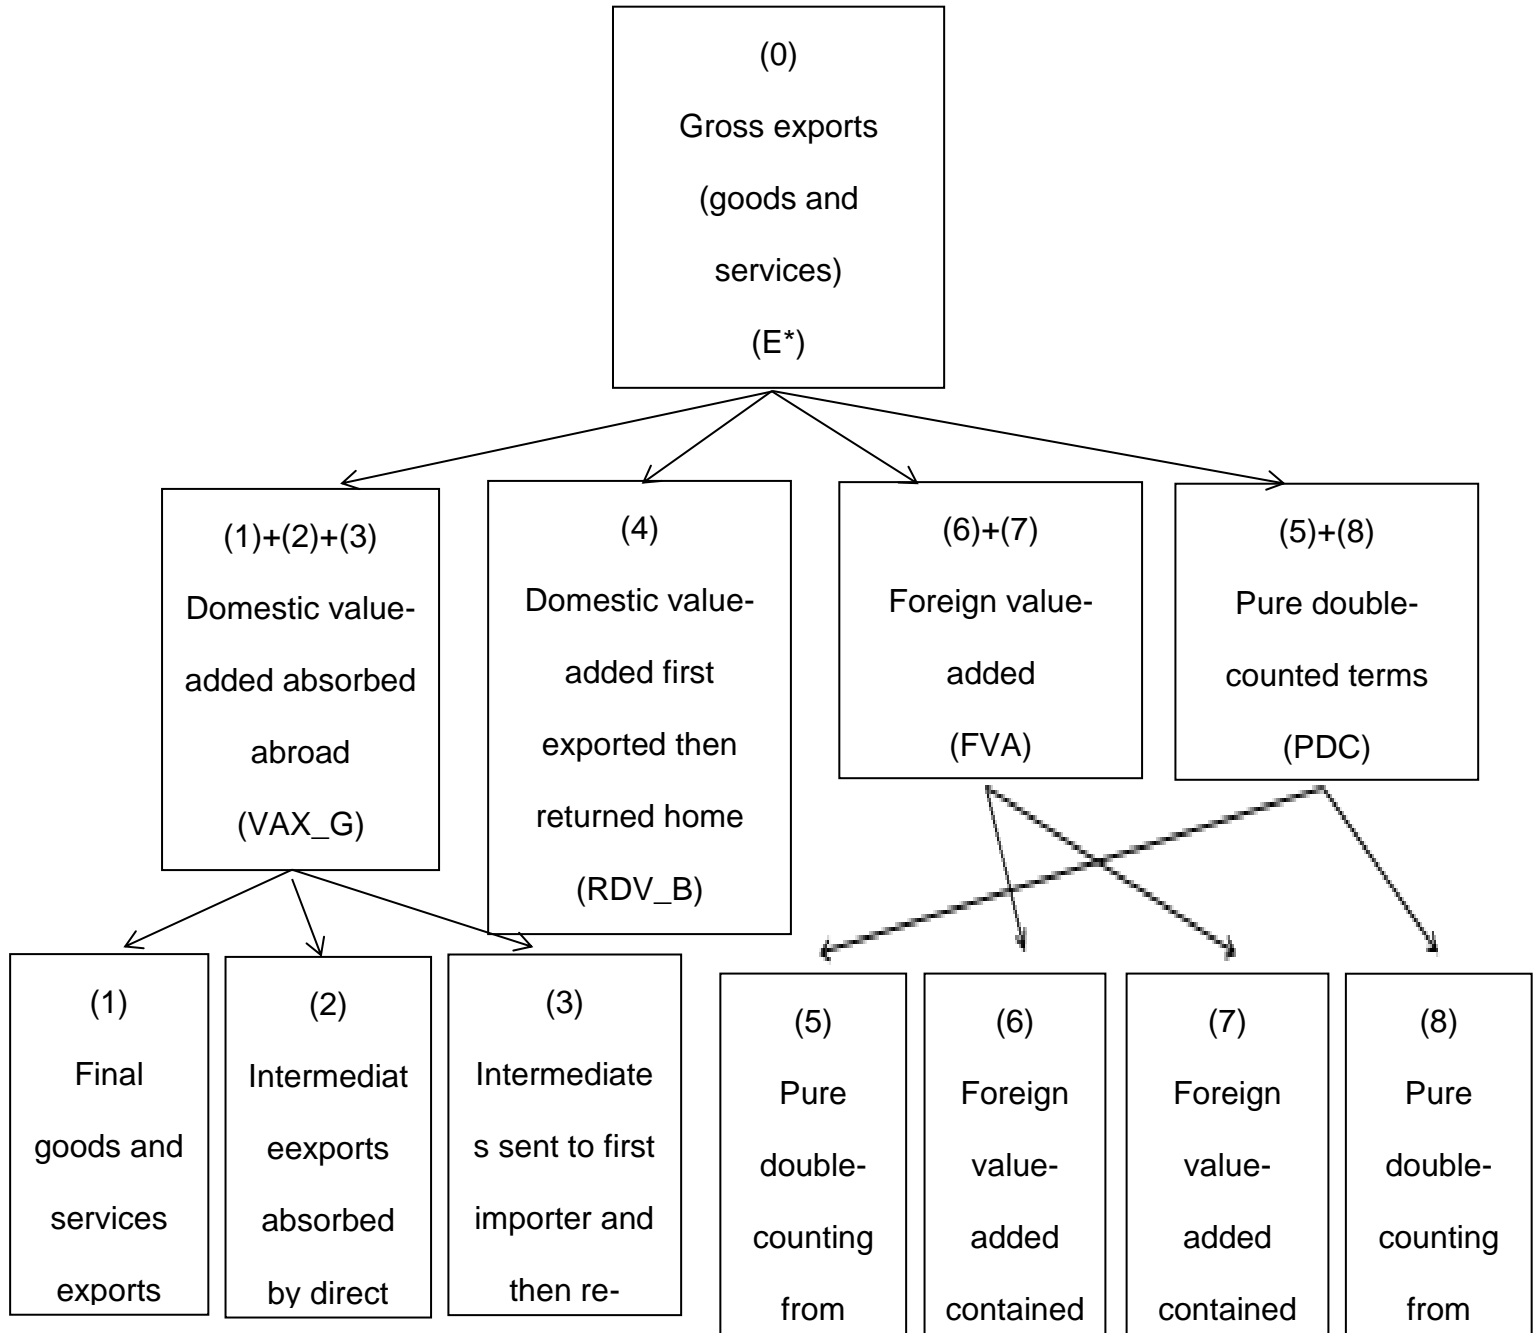 (0)
Gross exports
(goods and
services)
(E*)
(1)+(2)+(3)
Domestic value-
added absorbed
abroad
(VAX_G)
(4)
Domestic value-
added first
exported then
returned home
(RDV_B)
(6)+(7)
Foreign value-
added
(FVA)
(5)+(8)
Pure double-
counted terms
(PDC)
(1)
Final
goods and
services
exports
(2)
Intermediat
eexports
absorbed
by direct
(3)
Intermediate
s sent to first
importer and
then re-
(5)
Pure
double-
counting
from
(6)
Foreign
value-
added
contained
(7)
Foreign
value-
added
contained
(8)
Pure
double-
counting
from